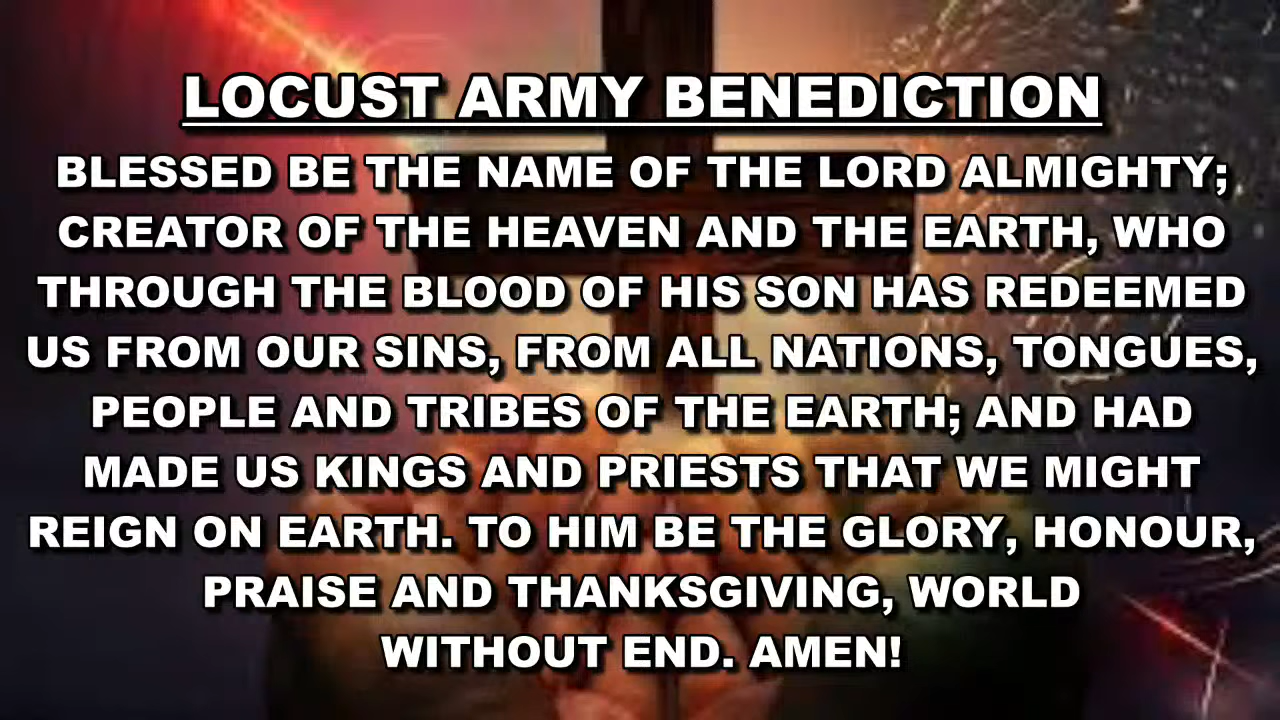 LOCUST ARMY BENEDICTION
BLESSED BE THE NAME OF THE LORD ALMIGHTY;
CREATOR OF THE HEAVEN AND THE EARTH, WHO
THROUGH THE BLOOD OF HIS SON HAS REDEEMED
US FROM OUR SINS, FROM ALL NATIONS, TONGUES,
PEOPLE AND TRIBES OF THE EARTH; AND HAD
MADE US KINGS AND PRIESTS THAT WE MIGHT
REIGN ON EARTH. TO HIM BE THE GLORY, HONOUR,
PRAISE AND THANKSGIVING, WORLD
WITHOUT END. AMEN!